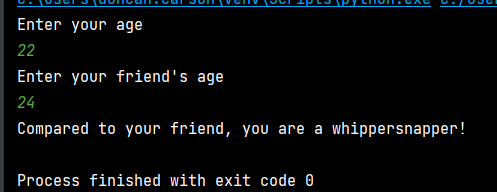 C:\Users\duncan.carson\venv\Scripts\python.exe C:/Use
Enter your age
22
Enter your friend's age
24
Compared to your friend, you are a whippersnapper!
Process finished with exit code 0